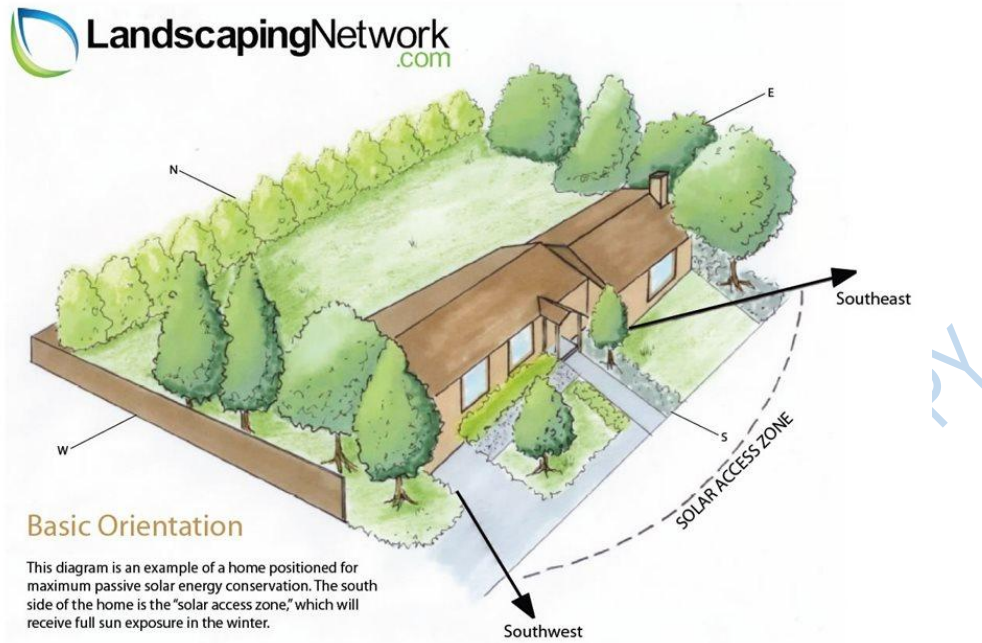 LandscapingNetwork
.com
E
N
Southeast
S
W
SOLAR ACCESS ZONE
Basic Orientation
This diagram is an example of a home positioned for
maximum passive solar energy conservation. The south
side of the home is the "solar access zone," which will
receive full sun exposure in the winter.
Southwest